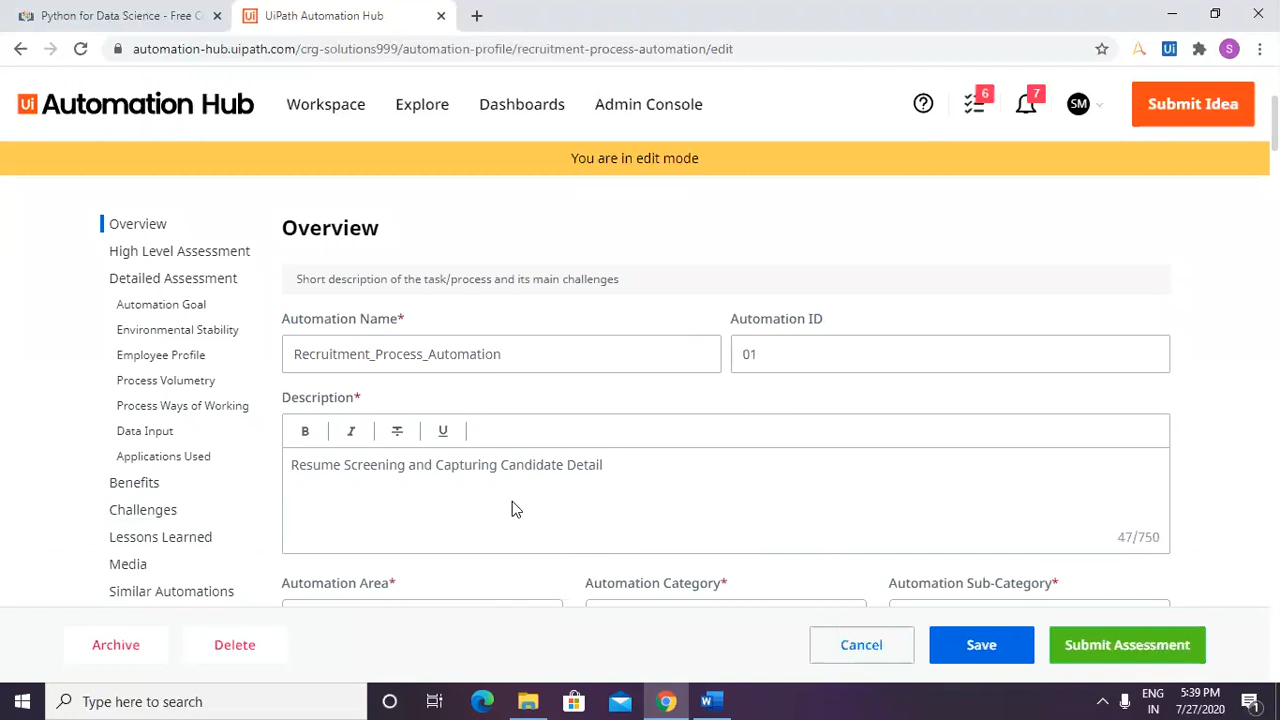 Python for Data Science - Free C
UiPath Automation Hub
automation-hub.uipath.com/crg-solutions999/automation-profile/recruitment-process-automation/edit
Ui
S
Ui Automation Hub
Workspace
Explore
Dashboards
Admin Console
6
7
SM
Submit Idea
You are in edit mode
Overview
High Level Assessment
Detailed Assessment
Automation Goal
Environmental Stability
Employee Profile
Process Volumetry
Process Ways of Working
Data Input
Applications Used
Benefits
Challenges
Lessons Learned
Media
Similar Automations
Overview
Short description of the task/process and its main challenges
Automation Name*
Automation ID
Recruitment_Process_Automation
01
Description*
B I U
Resume Screening and Capturing Candidate Detail
47/750
Automation Area*
Automation Category*
Automation Sub-Category*
Archive
Delete
Cancel
Save
Submit Assessment
Type here to search
ENG
IN
5:39 PM
7/27/2020
1